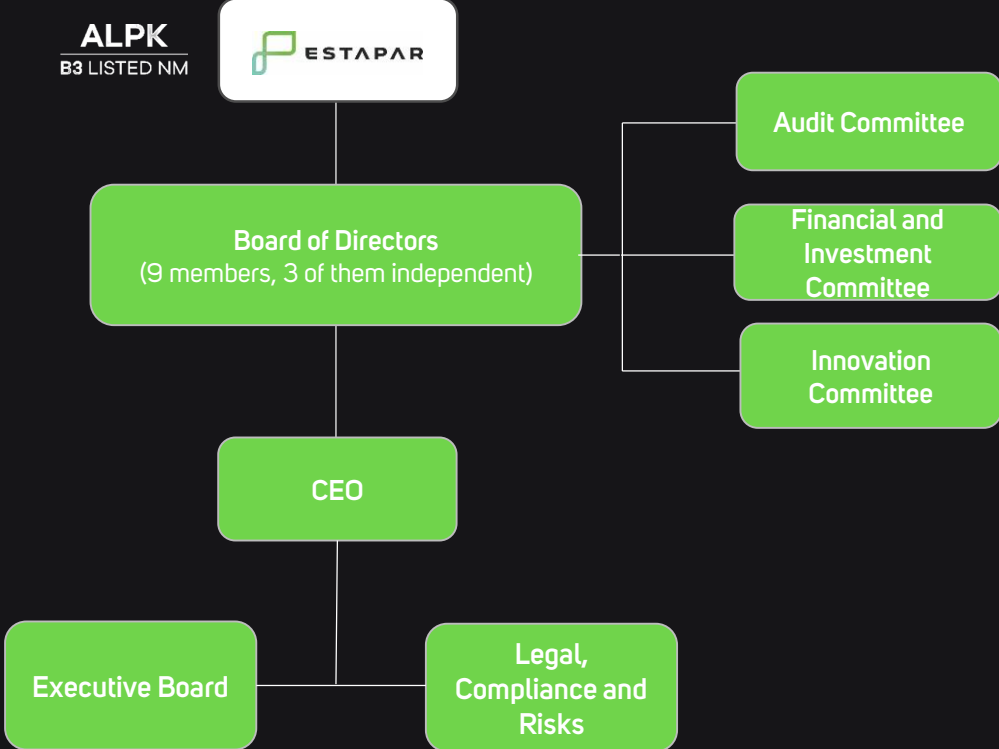 ALPK
B3 LISTED NM
ESTAPAR
Audit Committee
Board of Directors
(9 members, 3 of them independent)
Financial and
Investment
Committee
Innovation
Committee
CEO
Executive Board
Legal,
Compliance and
Risks